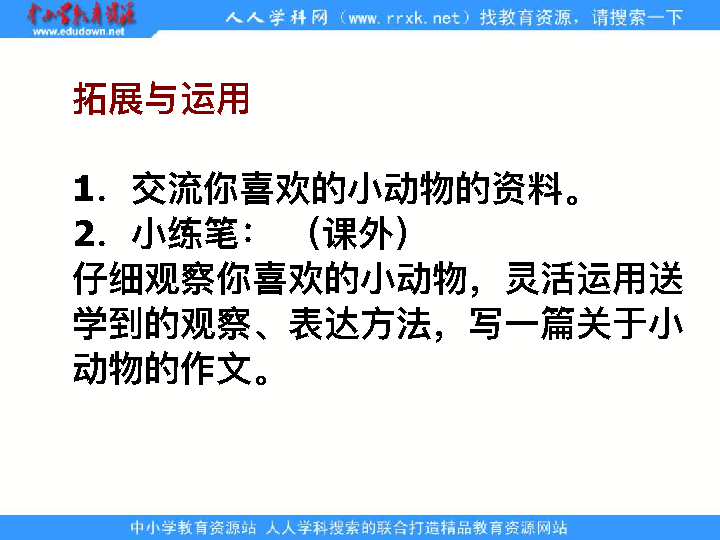 中小学教育资源
www.edudown.net
人人学科网（www.rrxk.net）找教育资源，请搜索一下
拓展与运用
1．交流你喜欢的小动物的资料。
2．小练笔： （课外）
仔细观察你喜欢的小动物，灵活运用送
学到的观察、表达方法，写一篇关于小
动物的作文。
中小学教育资源站 人人学科搜索的联合打造精品教育资源网站